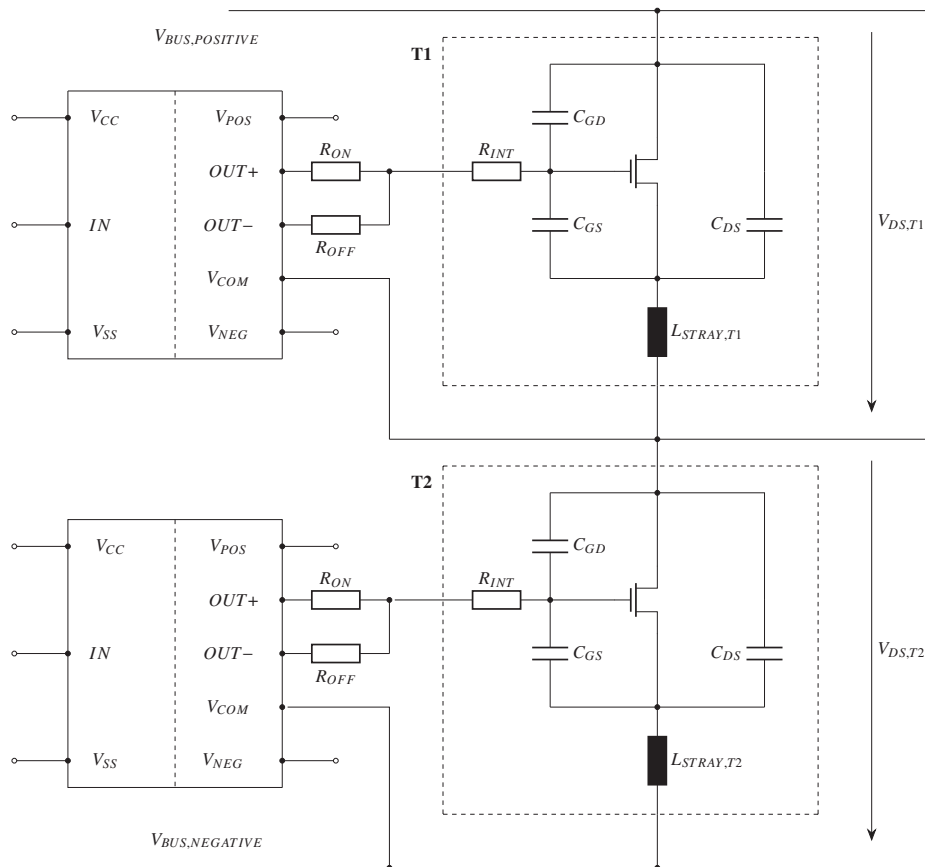 V_BUS,POSITIVE
T1
V_CC
V_POS
C_GD
R_ON
R_INT
OUT+
IN
OUT−
C_GS
C_DS
V_DS,T1
R_OFF
V_COM
V_SS
V_NEG
L_STRAY,T1
T2
V_CC
V_POS
C_GD
R_ON
R_INT
OUT+
IN
OUT−
C_GS
C_DS
V_DS,T2
R_OFF
V_COM
V_SS
V_NEG
L_STRAY,T2
V_BUS,NEGATIVE